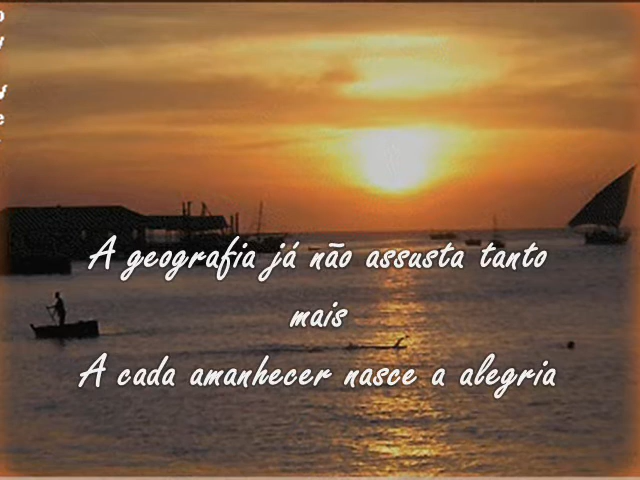 A geografia já não assusta tanto
mais
A cada amanhecer nasce a alegria